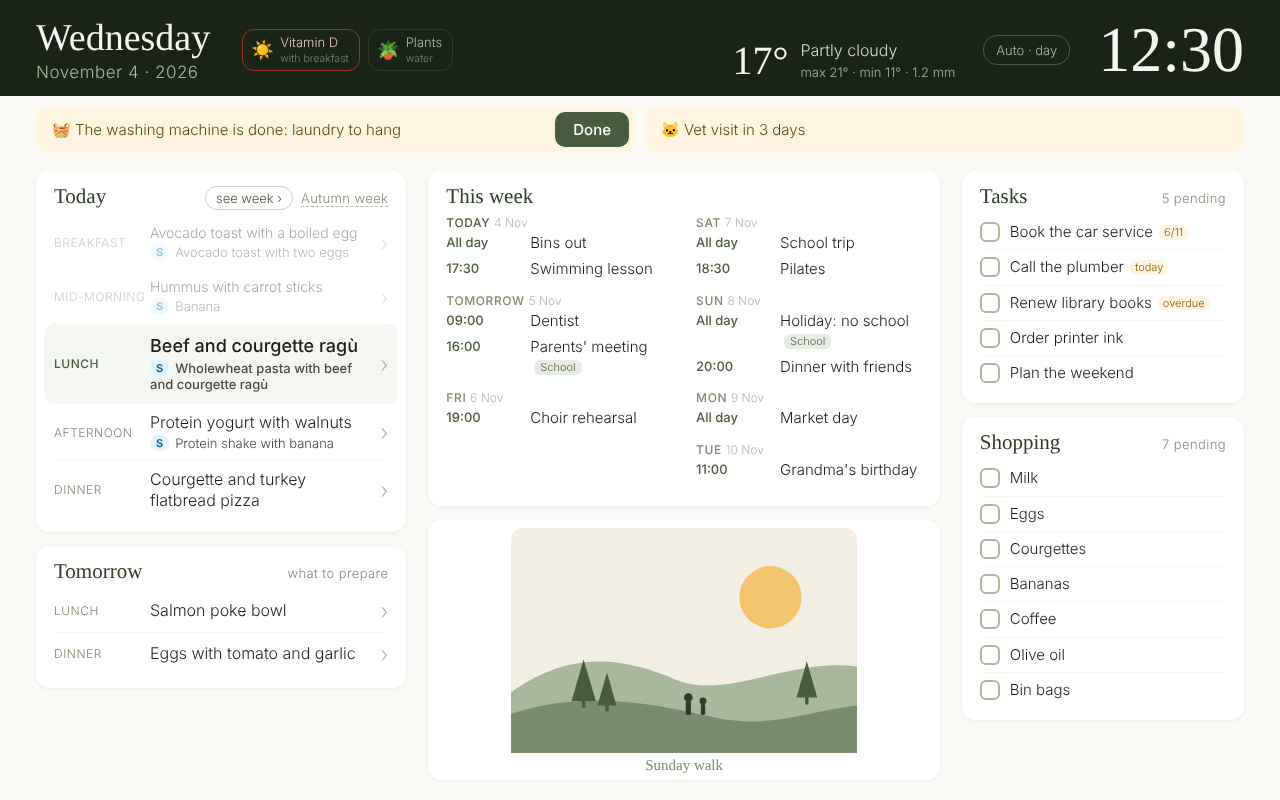 Wednesday
November 4 · 2026
Vitamin D
with breakfast
Plants
water
17°
Partly cloudy
max 21° · min 11° · 1.2 mm
Auto · day
12:30
🧺 The washing machine is done: laundry to hang
Done
🐱 Vet visit in 3 days
Today
see week ›
Autumn week
BREAKFAST
Avocado toast with a boiled egg
S Avocado toast with two eggs
MID-MORNING
Hummus with carrot sticks
S Banana
LUNCH
Beef and courgette ragù
S Wholewheat pasta with beef
and courgette ragù
AFTERNOON
Protein yogurt with walnuts
S Protein shake with banana
DINNER
Courgette and turkey
flatbread pizza
Tomorrow
what to prepare
LUNCH
Salmon poke bowl
DINNER
Eggs with tomato and garlic
This week
TODAY 4 Nov
All day Bins out
17:30 Swimming lesson
TOMORROW 5 Nov
09:00 Dentist
16:00 Parents' meeting
School
FRI 6 Nov
19:00 Choir rehearsal
SAT 7 Nov
All day School trip
18:30 Pilates
SUN 8 Nov
All day Holiday: no school
School
20:00 Dinner with friends
MON 9 Nov
All day Market day
TUE 10 Nov
11:00 Grandma's birthday
Sunday walk
Tasks
5 pending
Book the car service 6/11
Call the plumber today
Renew library books overdue
Order printer ink
Plan the weekend
Shopping
7 pending
Milk
Eggs
Courgettes
Bananas
Coffee
Olive oil
Bin bags